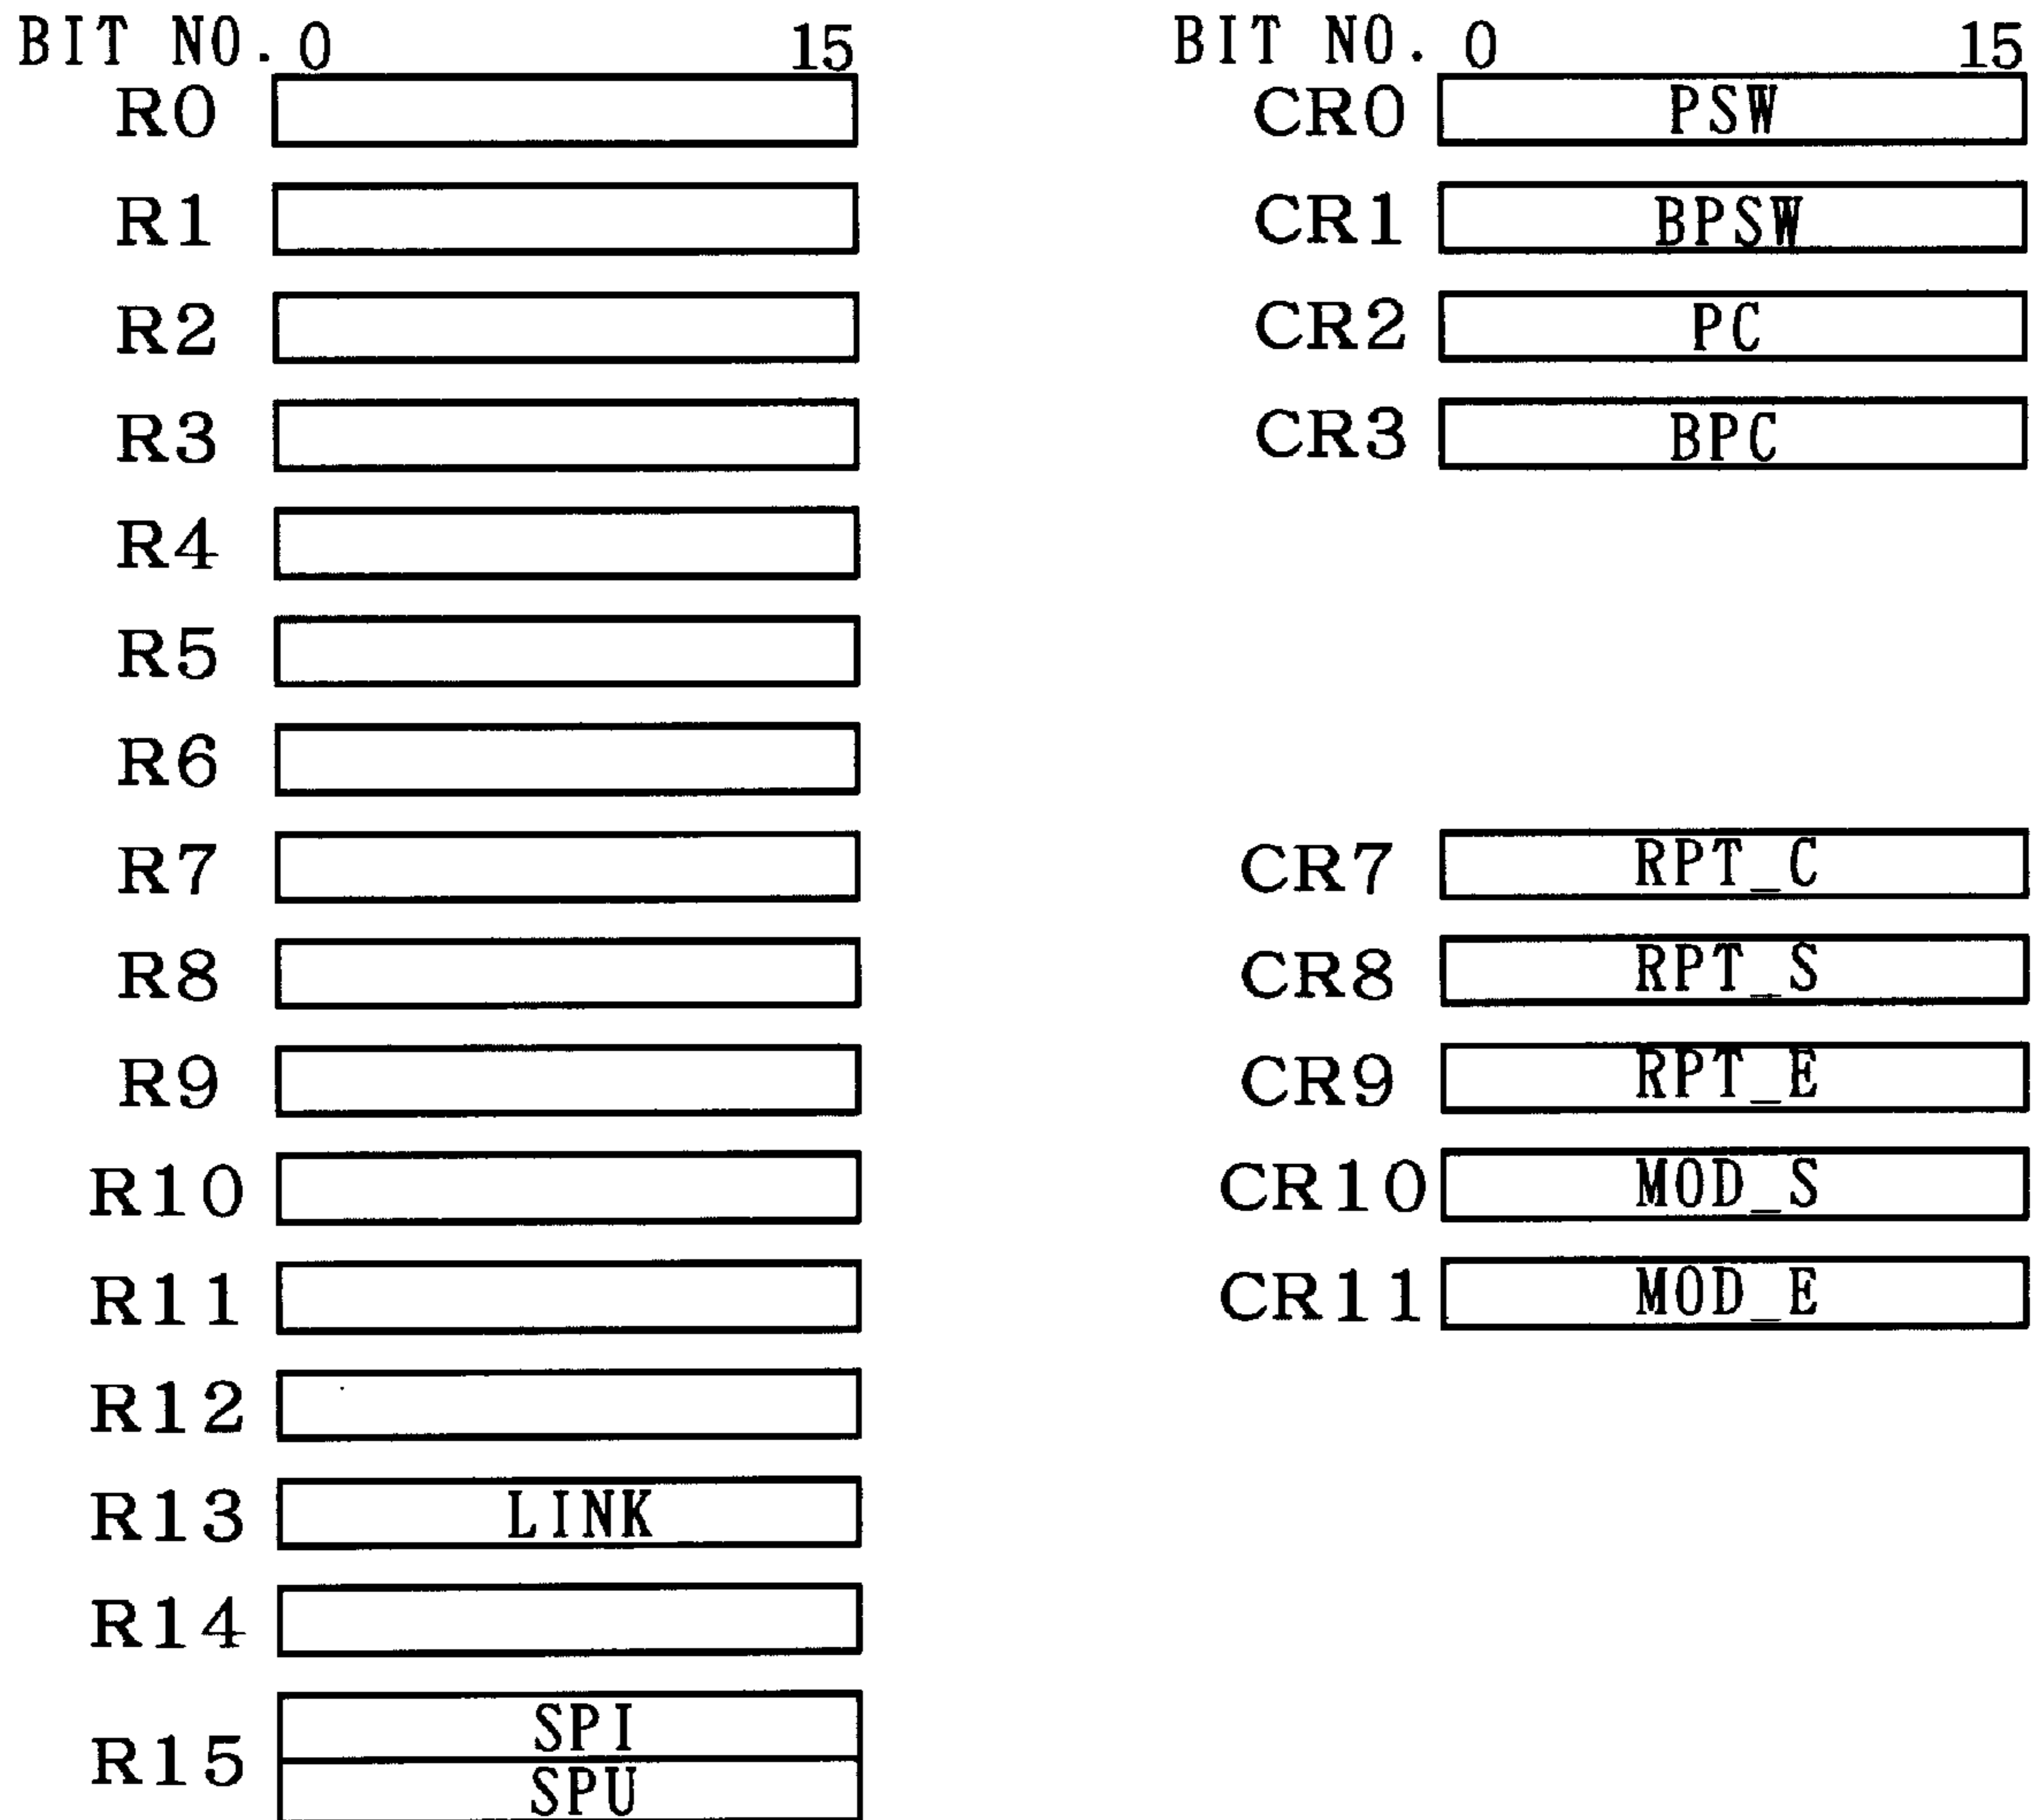 BIT NO. 0 15
R0
R1
R2
R3
R4
R5
R6
R7
R8
R9
R10
R11
R12
R13 LINK
R14
R15 SPI
SPU
BIT NO. 0 15
CR0 PSW
CR1 BPSW
CR2 PC
CR3 BPC
CR7 RPT_C
CR8 RPT_S
CR9 RPT_E
CR10 MOD_S
CR11 MOD_E